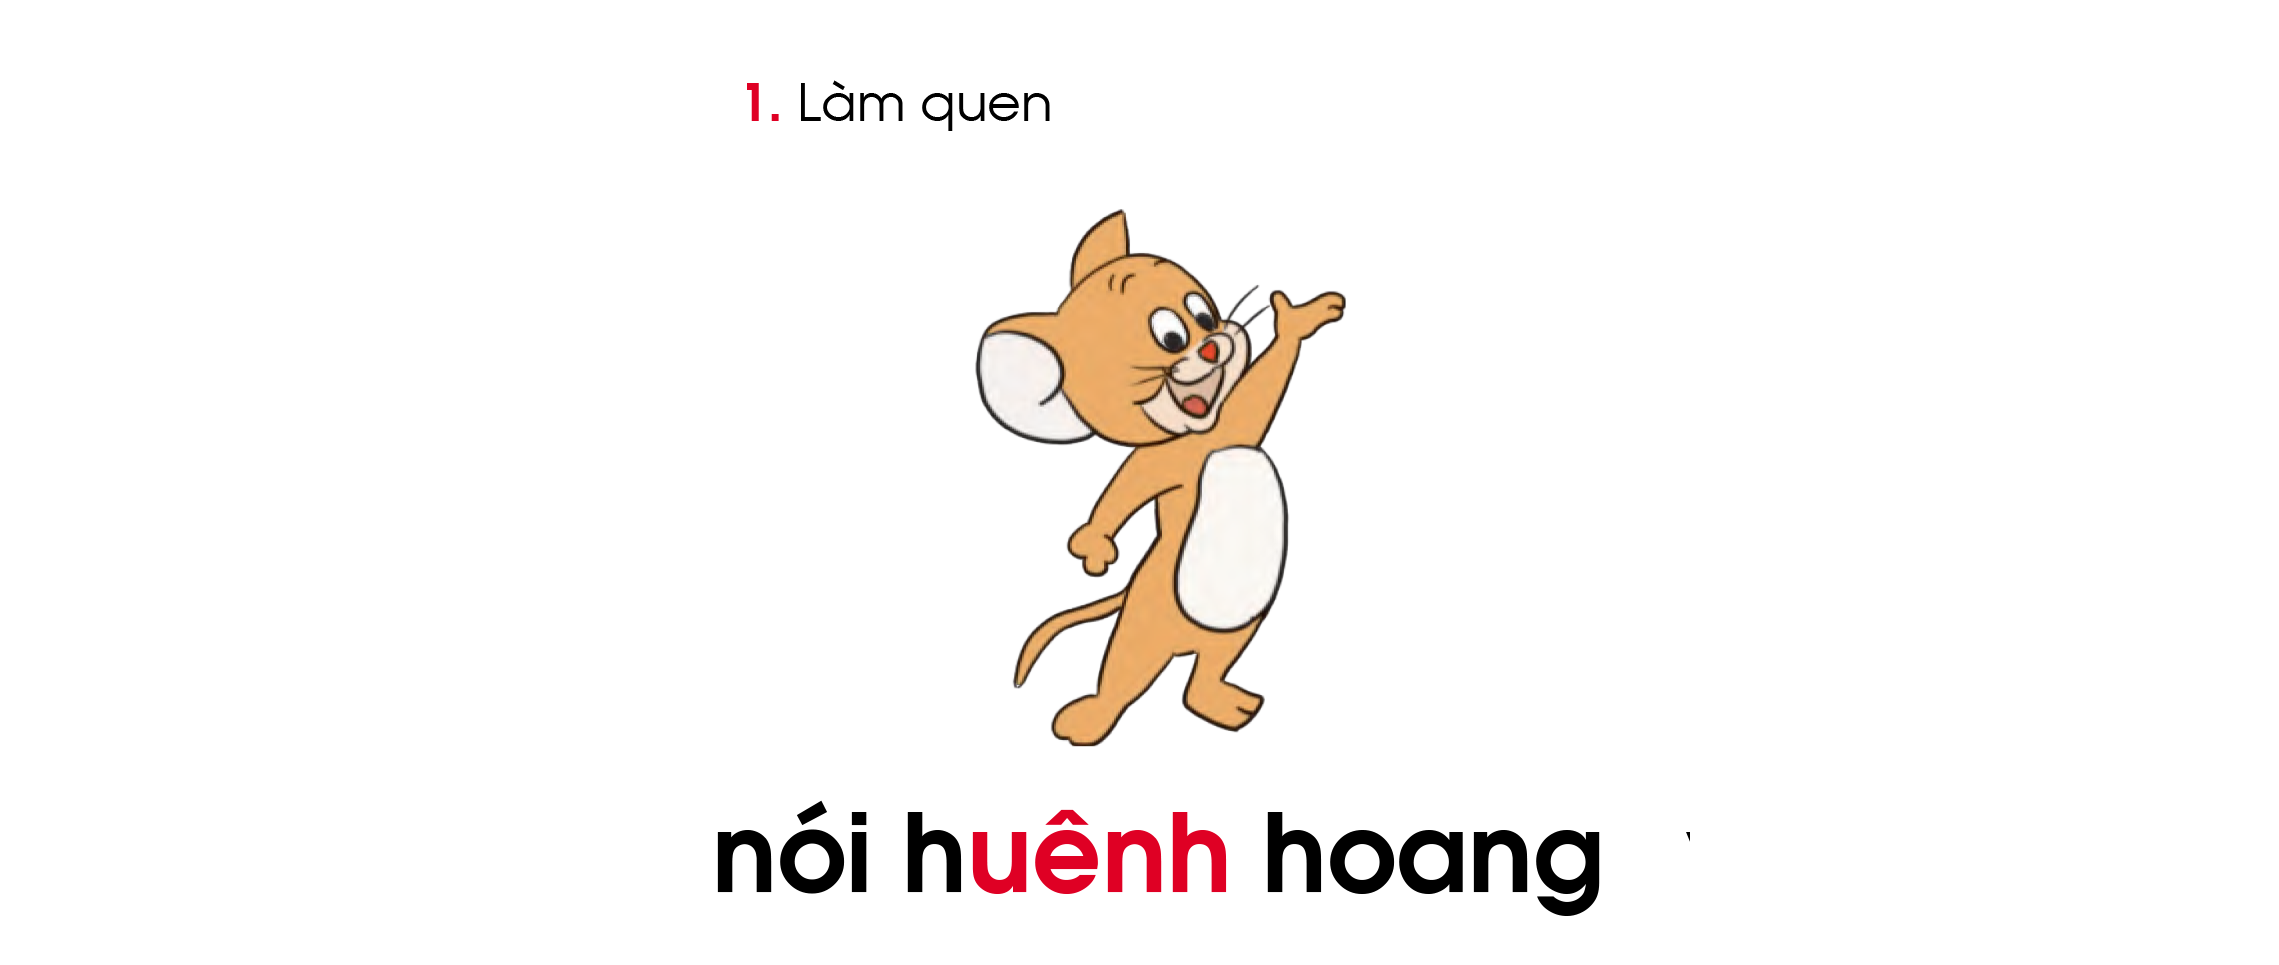 1. Làm quen
nói huênh hoang